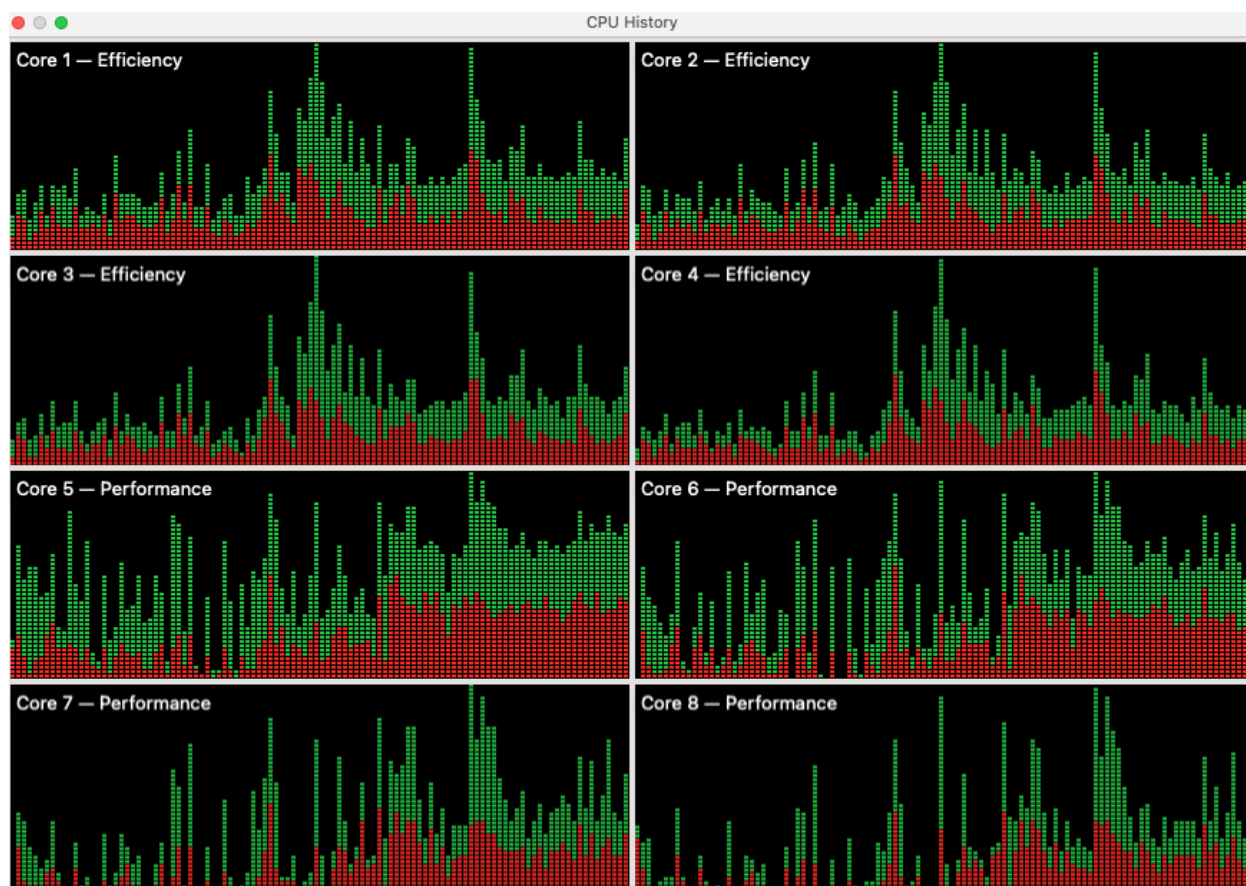 CPU History
Core 1 — Efficiency
Core 2 — Efficiency
Core 3 — Efficiency
Core 4 — Efficiency
Core 5 — Performance
Core 6 — Performance
Core 7 — Performance
Core 8 — Performance